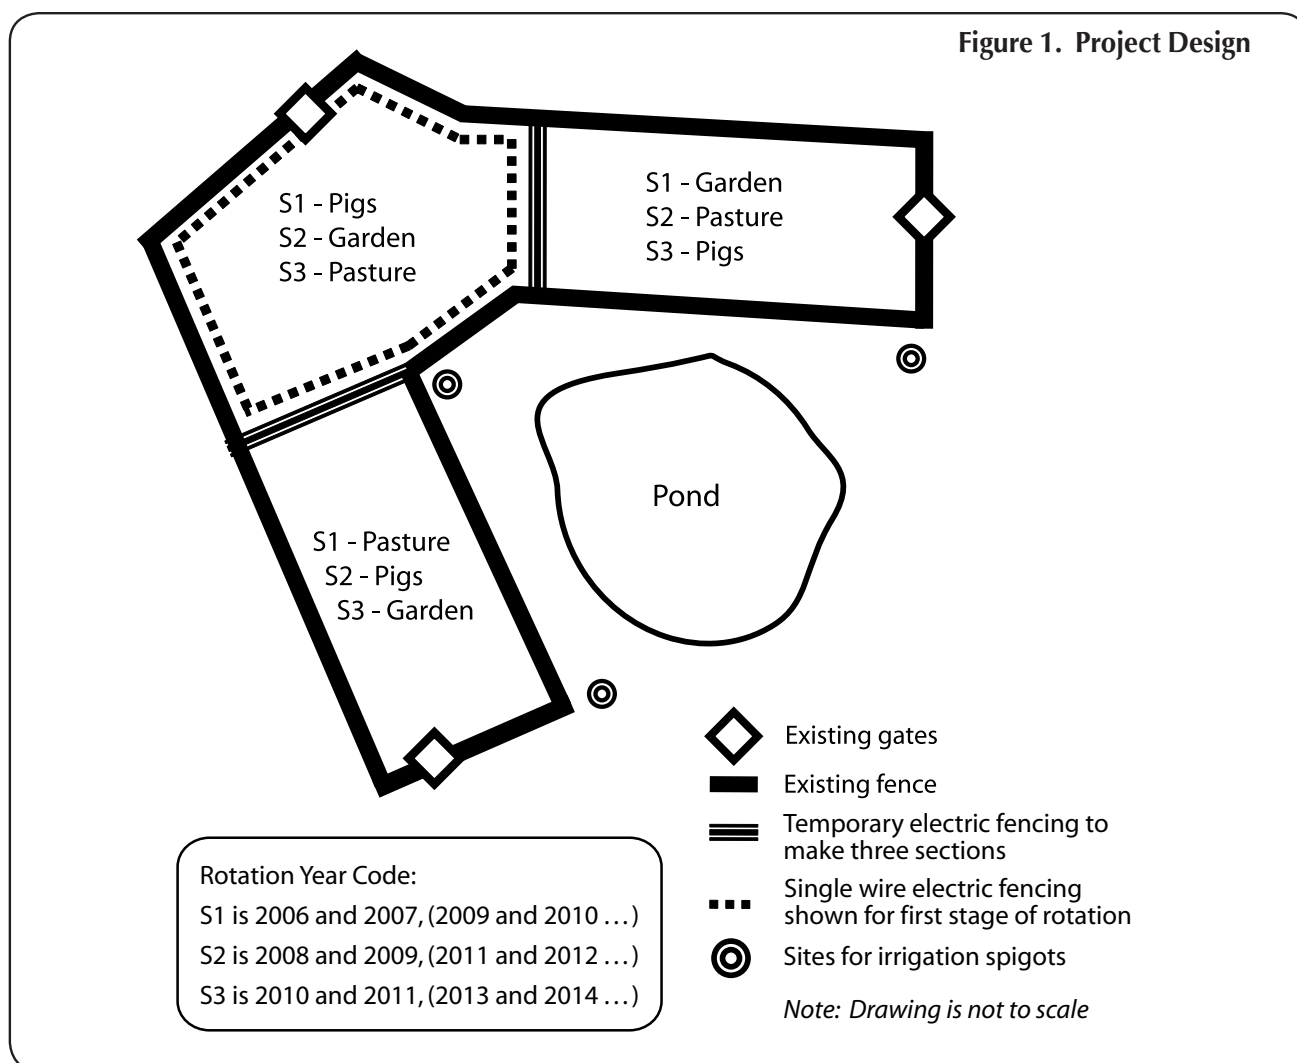 Figure 1. Project Design
S1 - Pigs
S2 - Garden
S3 - Pasture
S1 - Garden
S2 - Pasture
S3 - Pigs
Pond
S1 - Pasture
S2 - Pigs
S3 - Garden
Existing gates
Existing fence
Temporary electric fencing to
make three sections
Single wire electric fencing
shown for first stage of rotation
Sites for irrigation spigots
Note: Drawing is not to scale
Rotation Year Code:
S1 is 2006 and 2007, (2009 and 2010 …)
S2 is 2008 and 2009, (2011 and 2012 …)
S3 is 2010 and 2011, (2013 and 2014 …)